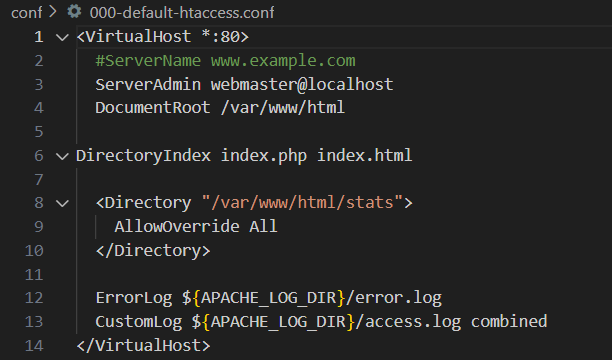 conf > 000-default-htaccess.conf
1 <VirtualHost *:80>
2 #ServerName www.example.com
3 ServerAdmin webmaster@localhost
4 DocumentRoot /var/www/html
5
6 DirectoryIndex index.php index.html
7
8 <Directory "/var/www/html/stats">
9 AllowOverride All
10 </Directory>
11
12 ErrorLog ${APACHE_LOG_DIR}/error.log
13 CustomLog ${APACHE_LOG_DIR}/access.log combined
14 </VirtualHost>